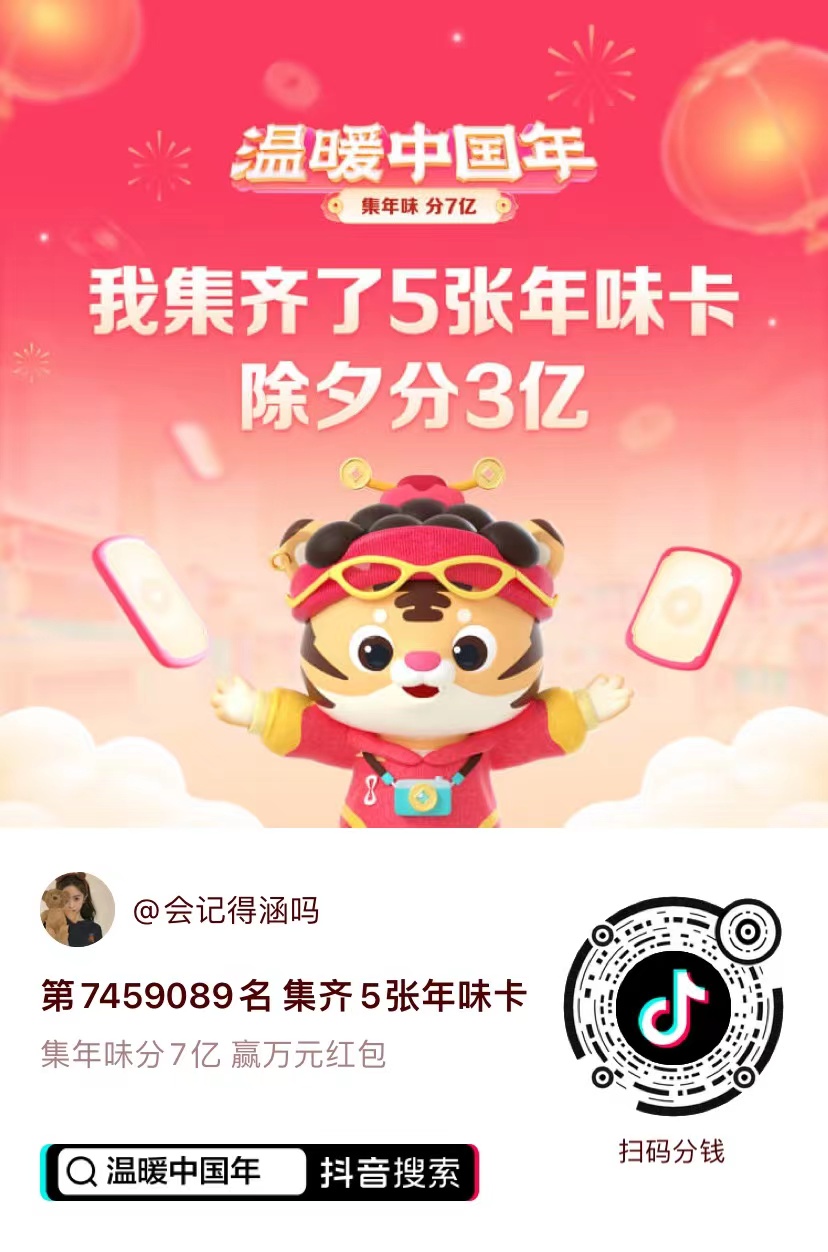 温暖中国年
集年味 分7亿
我集齐了5张年味卡
除夕分3亿
@会记得涵吗
第7459089名 集齐5张年味卡
集年味分7亿 赢万元红包
扫码分钱
温暖中国年 抖音搜索